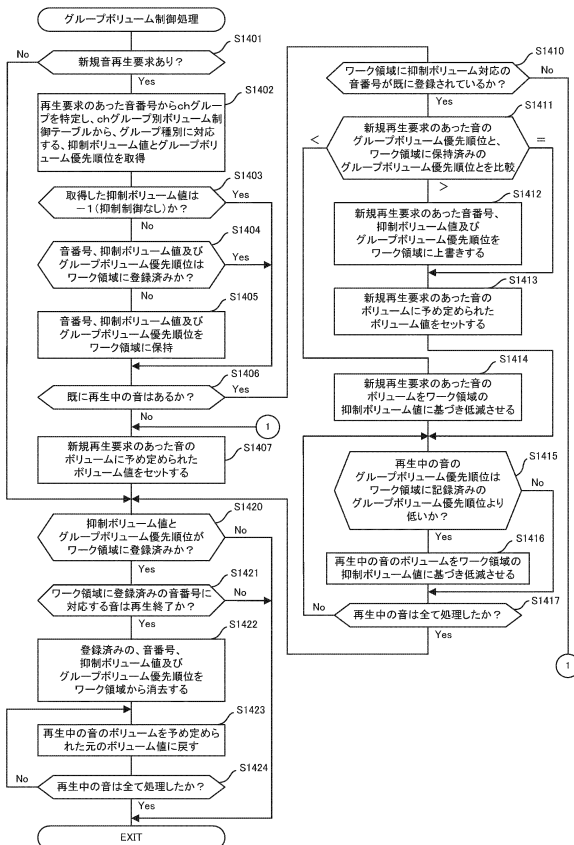 グループボリューム制御処理
S1401
新規音再生要求あり？
No
Yes
S1402
再生要求のあった音番号からchグループ
を特定し、chグループ別ボリューム制
御テーブルから、グループ種別に対応
する、抑制ボリューム値とグループボリ
ューム優先順位を取得
S1403
取得した抑制ボリューム値は
－1(抑制制御なし)か？
Yes
No
S1404
音番号、抑制ボリューム値及び
グループボリューム優先順位は
ワーク領域に登録済みか？
Yes
No
S1405
音番号、抑制ボリューム値及び
グループボリューム優先順位を
ワーク領域に保持
S1406
既に再生中の音はあるか？
Yes
No
1
S1407
新規再生要求のあった音の
ボリュームに予め定められた
ボリューム値をセットする
S1420
抑制ボリューム値と
グループボリューム優先順位が
ワーク領域に登録済みか？
No
Yes
S1421
ワーク領域に登録済みの音番号に
対応する音は再生終了か？
No
Yes
S1422
登録済みの、音番号、
抑制ボリューム値及び
グループボリューム優先順位を
ワーク領域から消去する
S1423
再生中の音のボリュームを予め定めら
れた元のボリューム値に戻す
S1424
再生中の音は全て処理したか？
No
Yes
EXIT
S1410
ワーク領域に抑制ボリューム対応の
音番号が既に登録されているか？
No
Yes
S1411
新規再生要求のあった音の
グループボリューム優先順位と、
ワーク領域に保持済みの
グループボリューム優先順位とを比較
<
=
>
S1412
新規再生要求のあった音番号、
抑制ボリューム値及び
グループボリューム優先順位を
ワーク領域に上書きする
S1413
新規再生要求のあった音の
ボリュームに予め定められた
ボリューム値をセットする
S1414
新規再生要求のあった音の
ボリュームをワーク領域の
抑制ボリューム値に基づき低減させる
S1415
再生中の音の
グループボリューム優先順位は
ワーク領域に記録済みの
グループボリューム優先順位より
低いか？
No
Yes
S1416
再生中の音のボリュームをワーク領域の
抑制ボリューム値に基づき低減させる
S1417
再生中の音は全て処理したか？
No
Yes
1